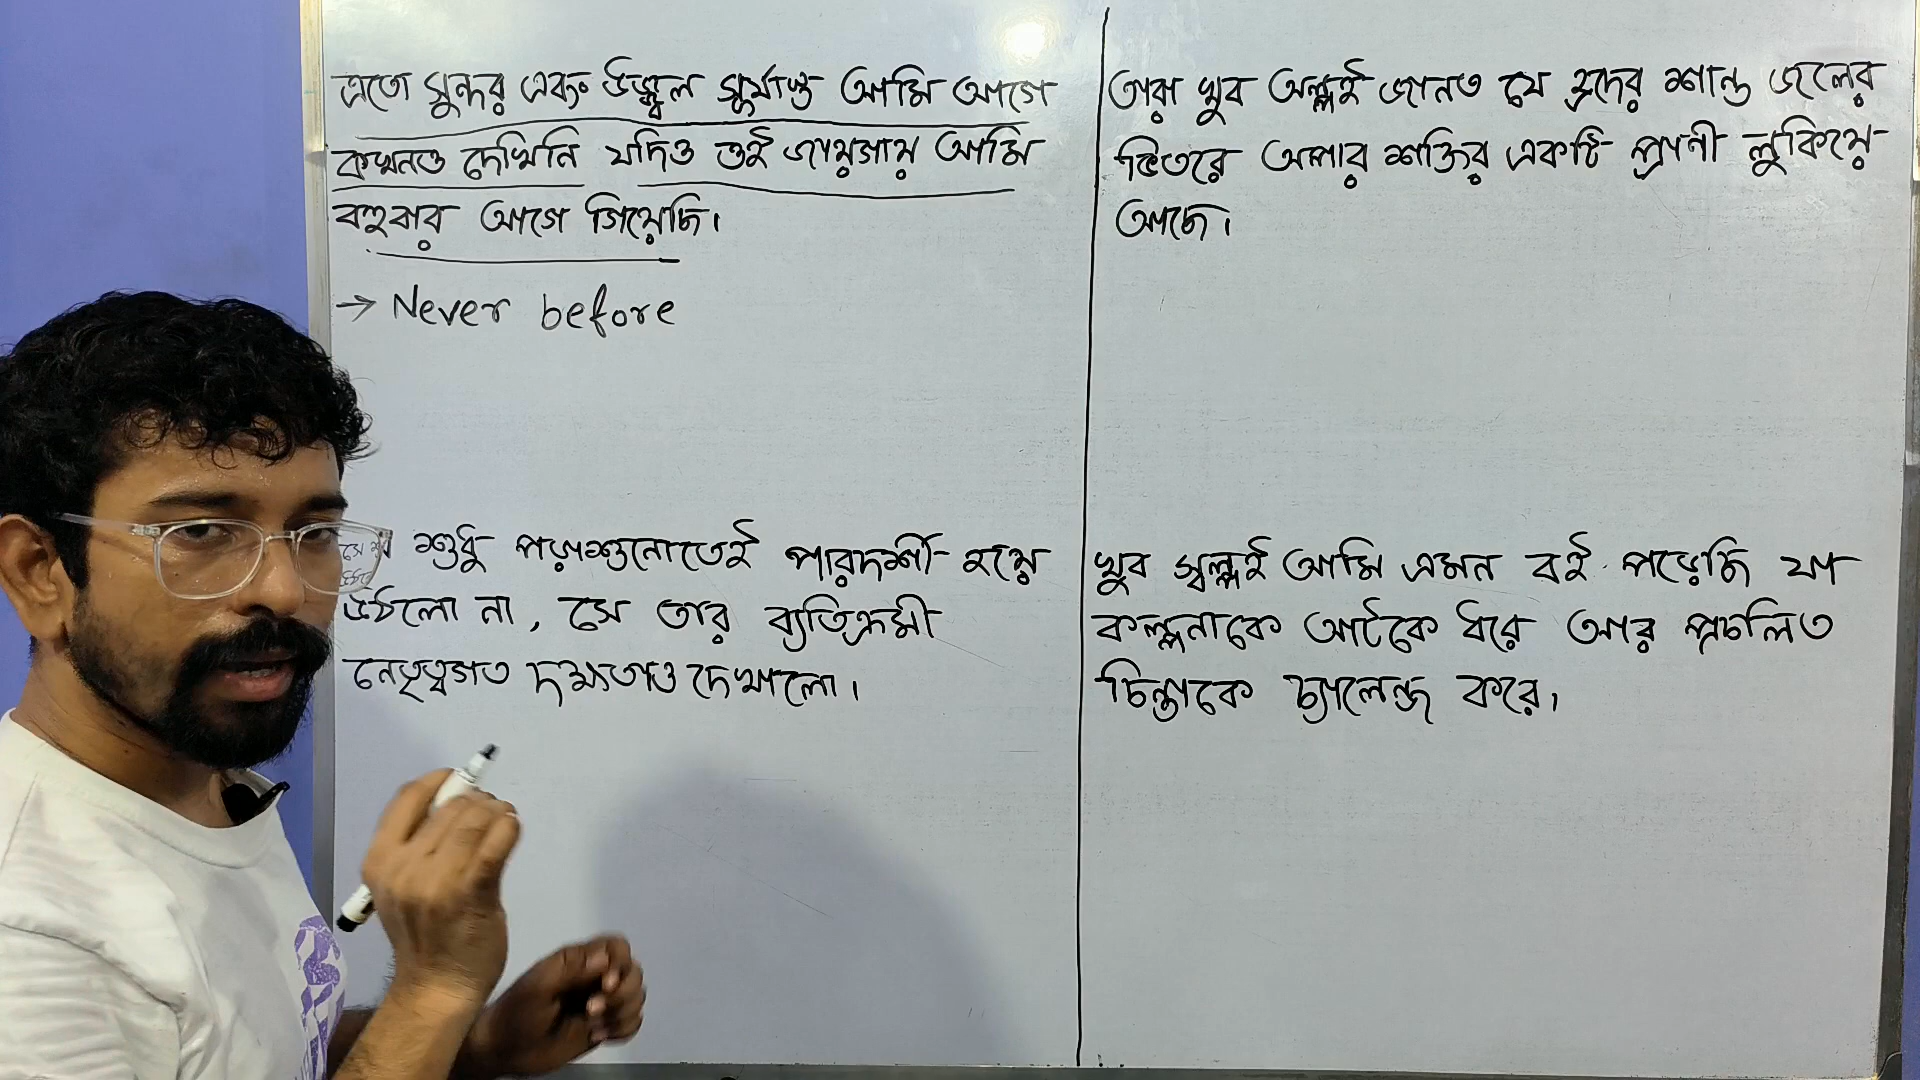 এতো সুন্দর এবং উজ্জ্বল সূর্যাস্ত আমি আগে
কখনও দেখিনি যদিও ওই জায়গায় আমি
বহুবার আগে গিয়েছি।
→ Never before
তারা খুব অল্পই জানত যে হ্রদের শান্ত জলের
ভিতরে অপার শক্তির একটি প্রাণী লুকিয়ে
আছে।
সে শুধু পড়াশুনোতেই পারদর্শী হয়ে
উঠলো না, সে তার ব্যতিক্রমী
নেতৃত্বগত দক্ষতাও দেখালো।
খুব স্বল্পই আমি এমন বই পড়েছি যা
কল্পনাকে আটকে ধরে আর প্রচলিত
চিন্তাকে চ্যালেন্জ করে।